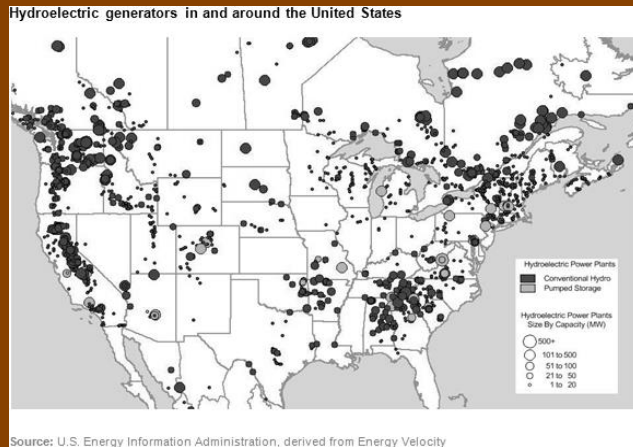 Hydroelectric generators in and around the United States
Hydroelectric Power Plants
Conventional Hydro
Pumped Storage
Hydroelectric Power Plants
Size By Capacity (MW)
500+
101 to 500
51 to 100
21 to 50
1 to 20
Source: U.S. Energy Information Administration, derived from Energy Velocity